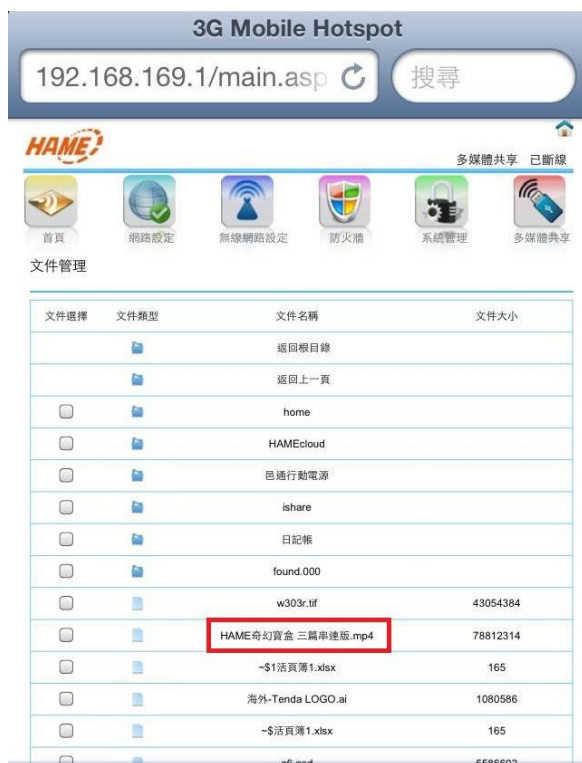 3G Mobile Hotspot
192.168.169.1/main.asp 搜尋
HAME
多媒體共享 已斷線
首頁 網路設定 無線網路設定 防火牆 系統管理 多媒體共享
文件管理
文件選擇 文件類型 文件名稱 文件大小
返回根目錄
返回上一頁
home
HAMEcloud
邑通行動電源
ishare
日記帳
found.000
w303r.tif 43054384
HAME奇幻寶盒 三篇串連版.mp4 78812314
~$1活頁簿1.xlsx 165
海外-Tenda LOGO.ai 1080586
~$活頁簿1.xlsx 165